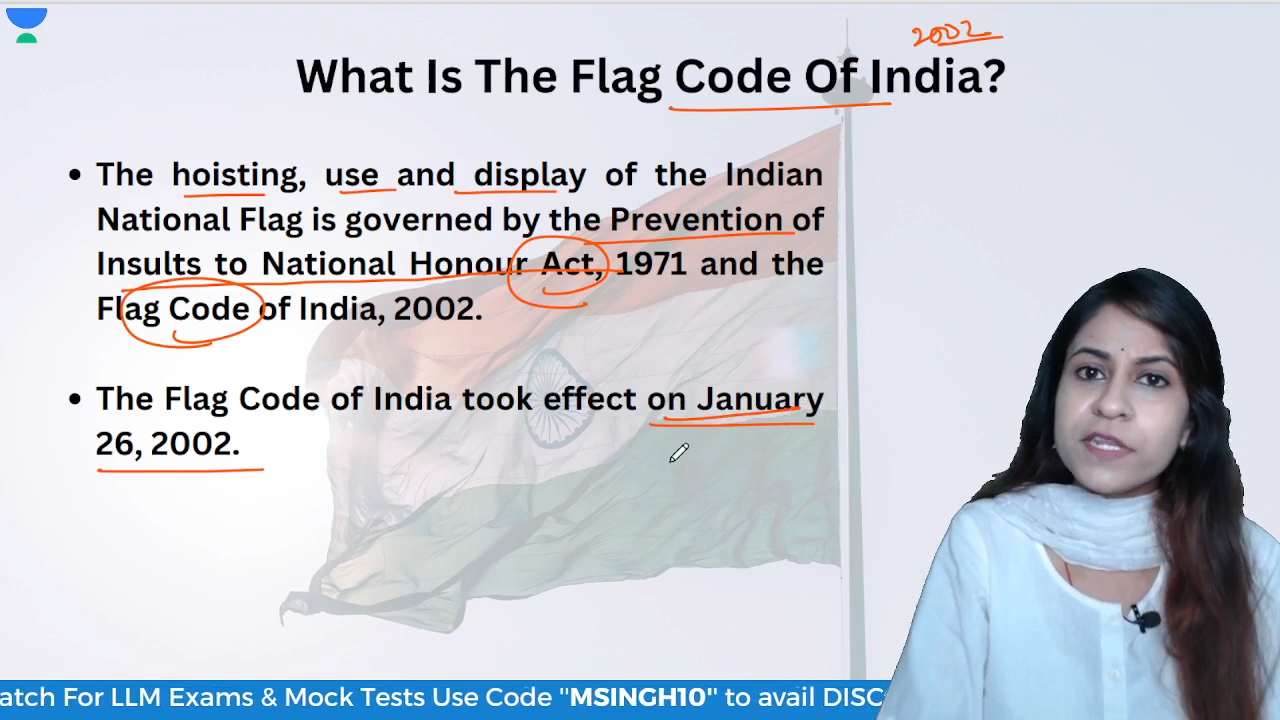 2002
What Is The Flag Code Of India?
• The hoisting, use and display of the Indian
National Flag is governed by the Prevention of
Insults to National Honour Act, 1971 and the
Flag Code of India, 2002.
• The Flag Code of India took effect on January
26, 2002.
atch For LLM Exams & Mock Tests Use Code "MSINGH10" to avail DISC